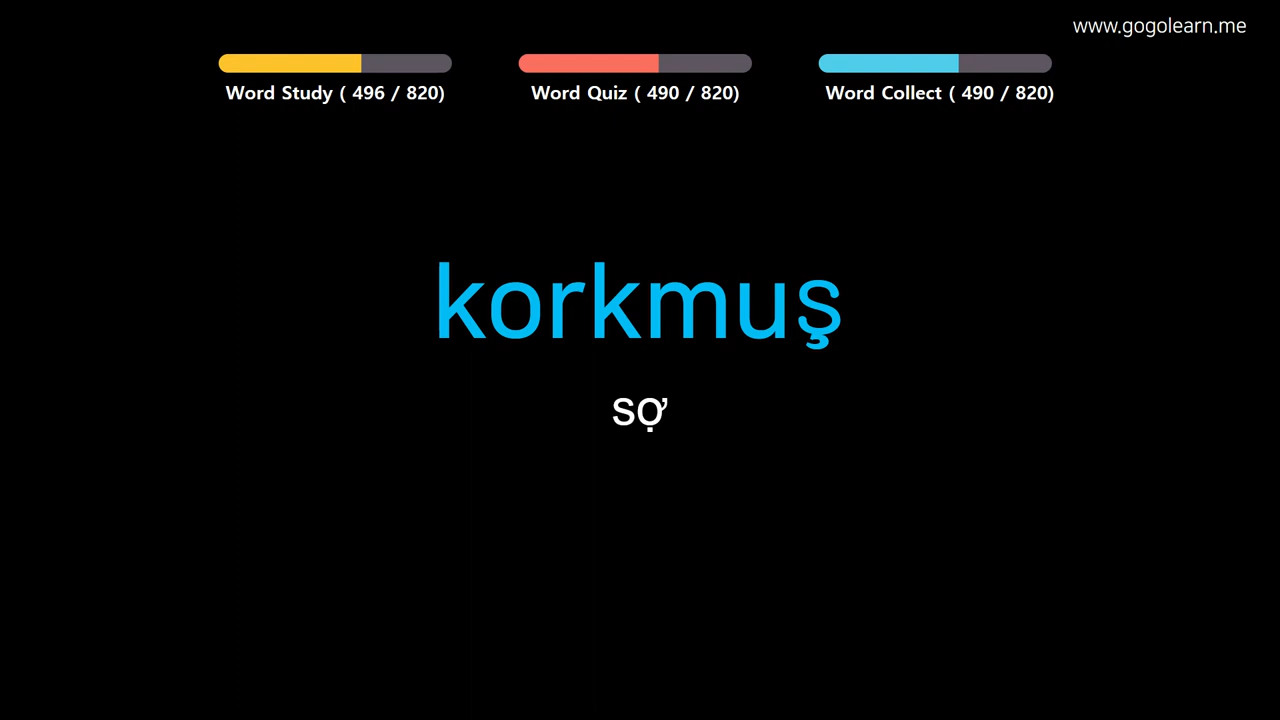 www.gogolearn.me
Word Study ( 496 / 820)
Word Quiz ( 490 / 820)
Word Collect ( 490 / 820)
korkmuş
sợ